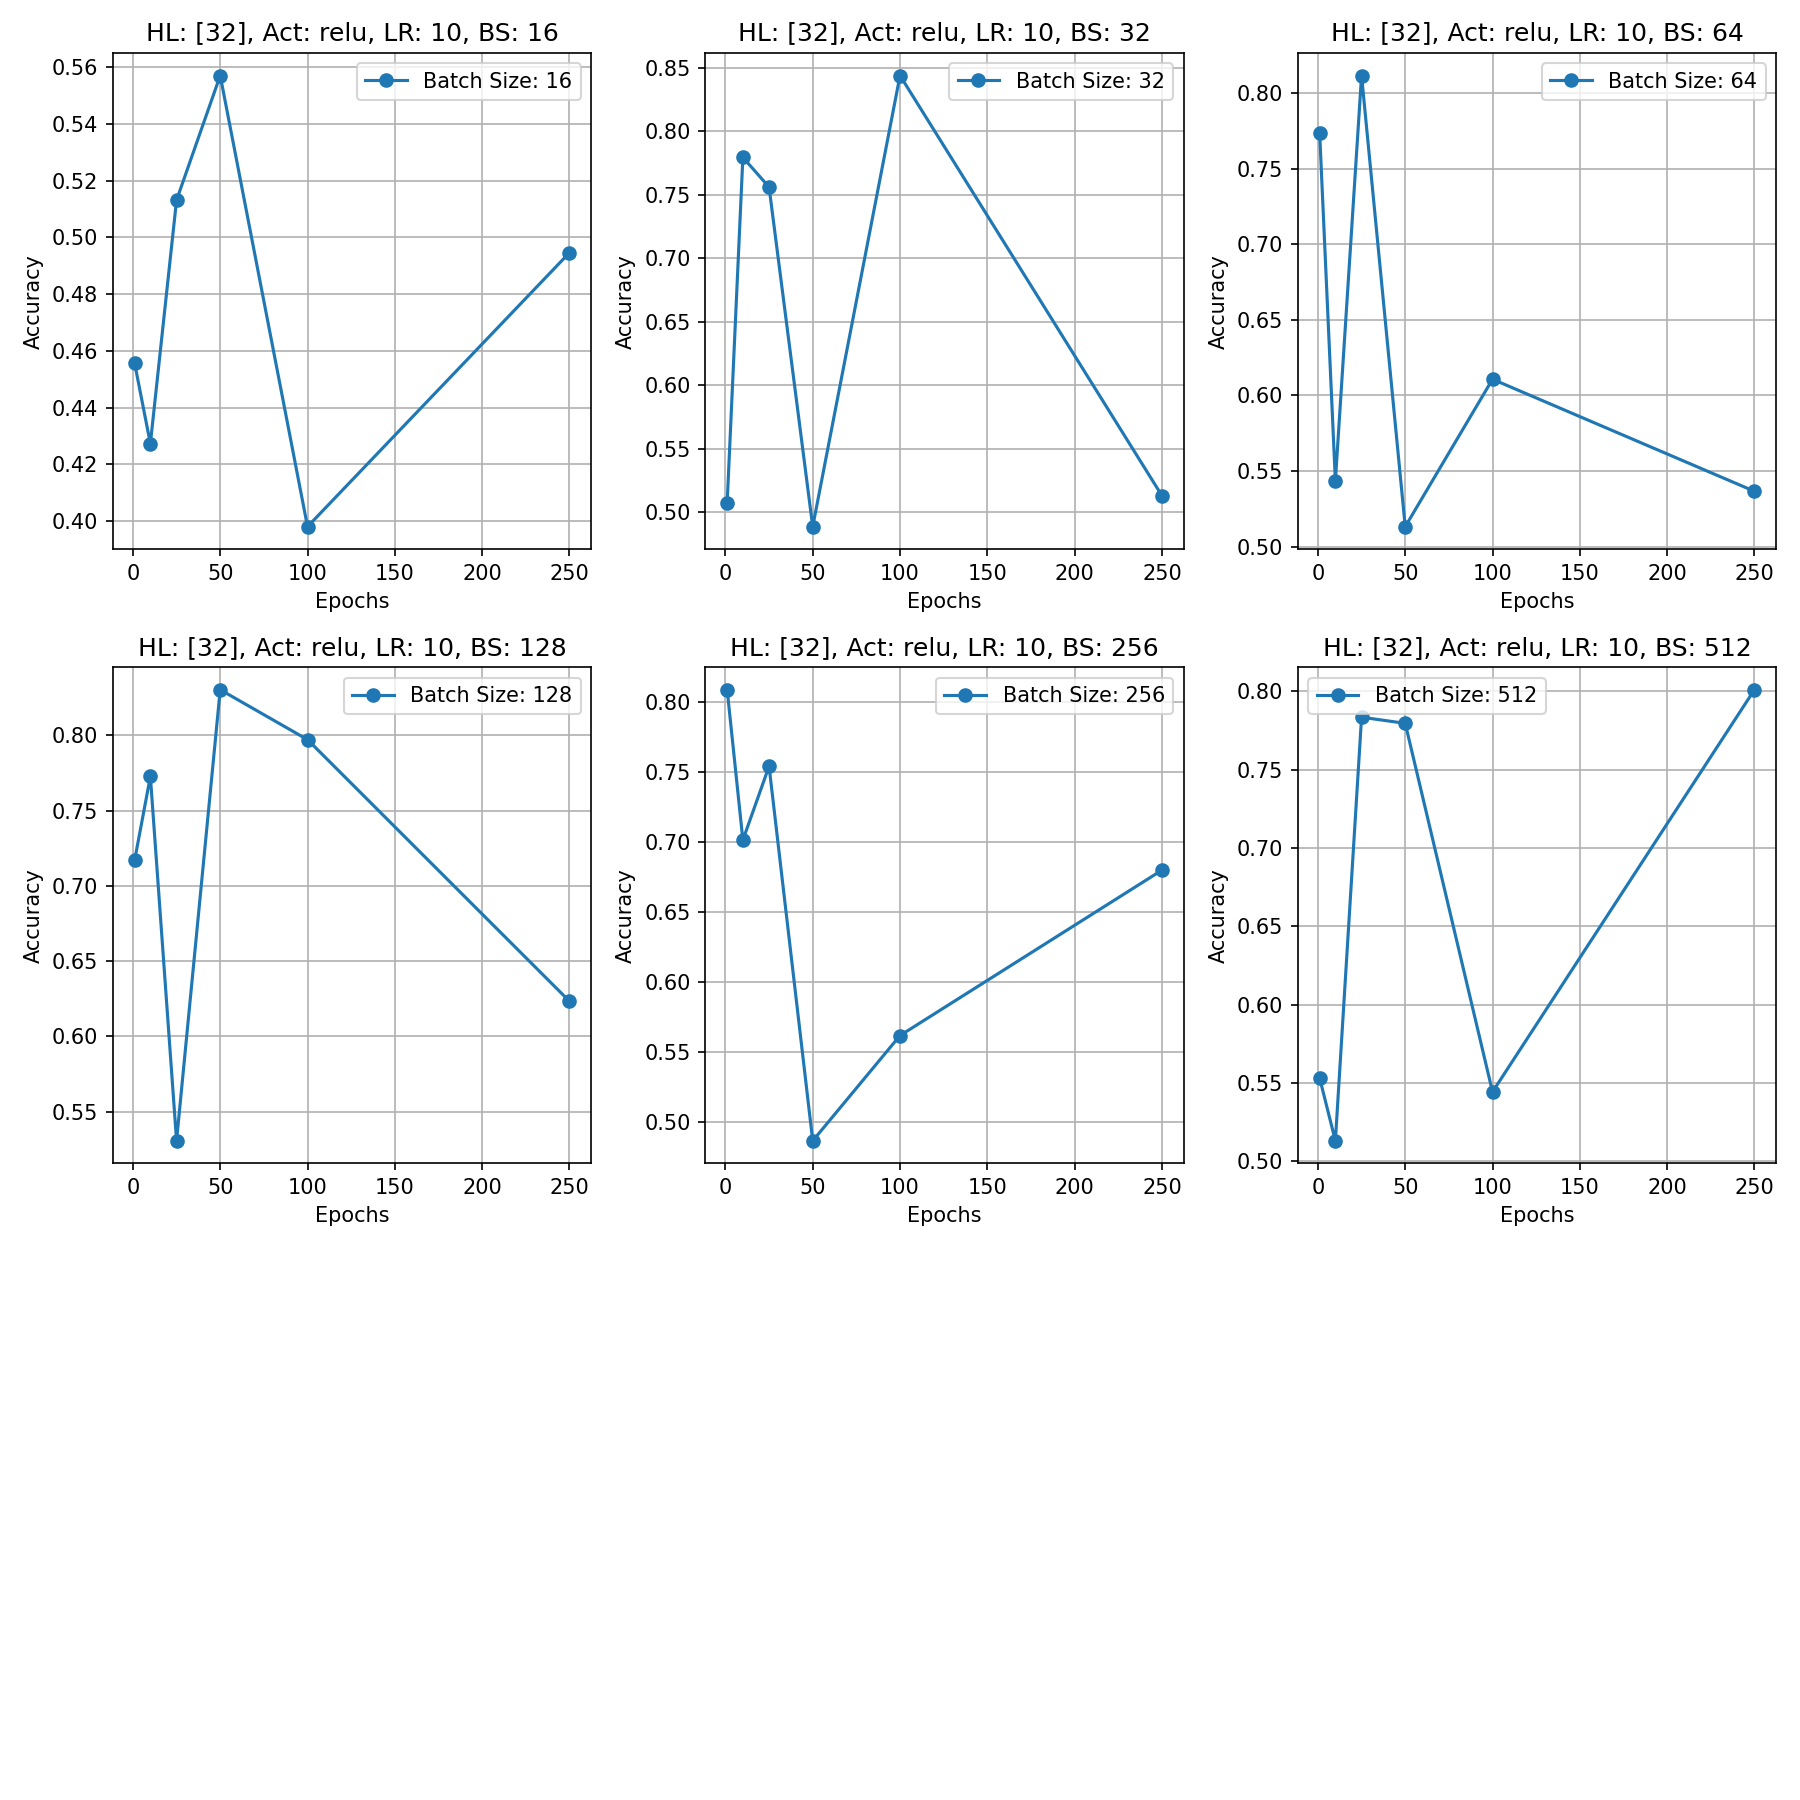 HL: [32], Act: relu, LR: 10, BS: 16
Batch Size: 16
Accuracy
0.56
0.54
0.52
0.50
0.48
0.46
0.44
0.42
0.40
0 50 100 150 200 250
Epochs
HL: [32], Act: relu, LR: 10, BS: 32
Batch Size: 32
Accuracy
0.85
0.80
0.75
0.70
0.65
0.60
0.55
0.50
0 50 100 150 200 250
Epochs
HL: [32], Act: relu, LR: 10, BS: 64
Batch Size: 64
Accuracy
0.80
0.75
0.70
0.65
0.60
0.55
0.50
0 50 100 150 200 250
Epochs
HL: [32], Act: relu, LR: 10, BS: 128
Batch Size: 128
Accuracy
0.80
0.75
0.70
0.65
0.60
0.55
0 50 100 150 200 250
Epochs
HL: [32], Act: relu, LR: 10, BS: 256
Batch Size: 256
Accuracy
0.80
0.75
0.70
0.65
0.60
0.55
0.50
0 50 100 150 200 250
Epochs
HL: [32], Act: relu, LR: 10, BS: 512
Batch Size: 512
Accuracy
0.80
0.75
0.70
0.65
0.60
0.55
0.50
0 50 100 150 200 250
Epochs